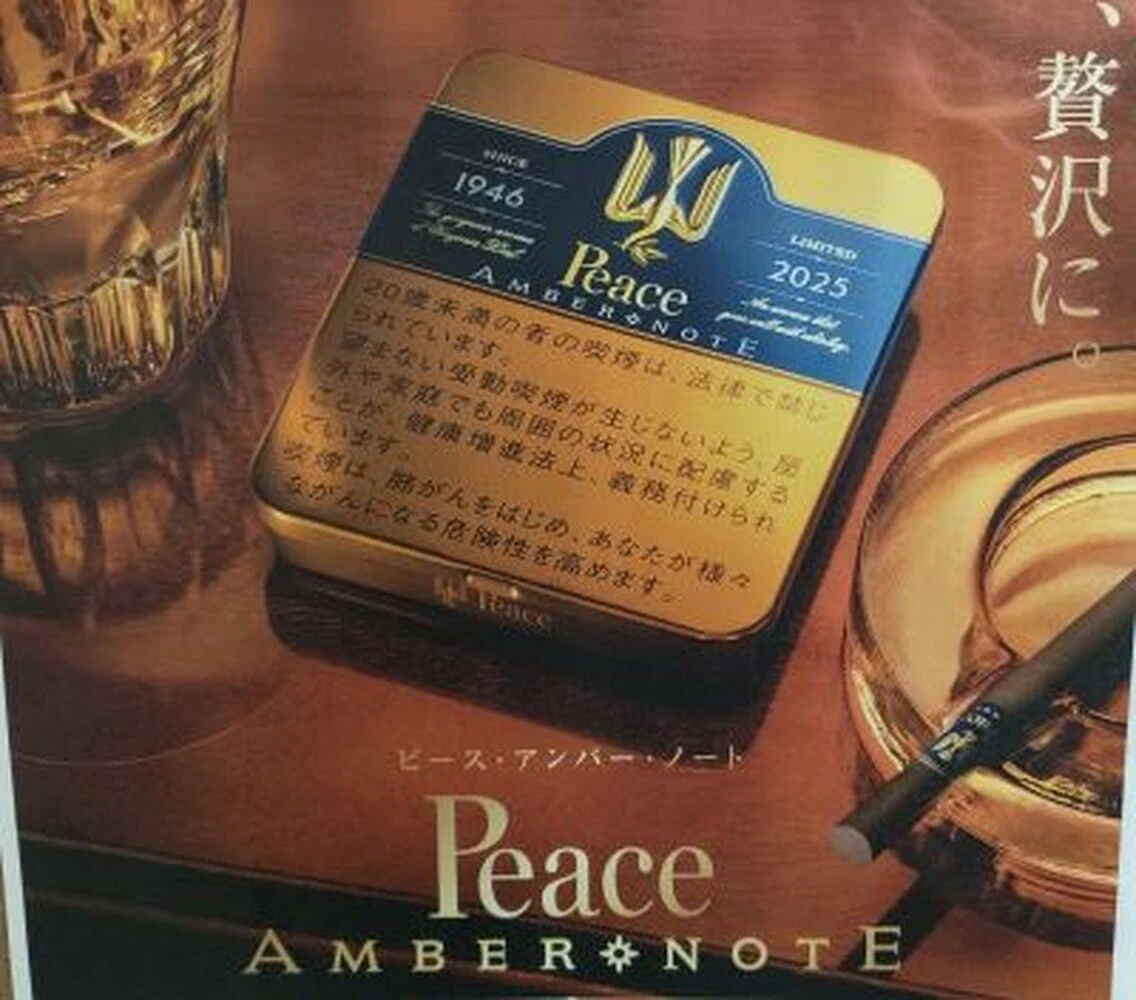 、贅沢に。
SINCE
1946
LIMITED
2025
Peace
AMBER NOTE
20歳未満の者の喫煙は、法律で禁じ
られています。
望まない受動喫煙が生じないよう、屋
外や家庭でも周囲の状況に配慮する
ことが、健康増進法上、義務付けられ
ています。
喫煙は、肺がんをはじめ、あなたが様々
ながんになる危険性を高めます。
Peace
ピース・アンバー・ノート
Peace
AMBER NOTE